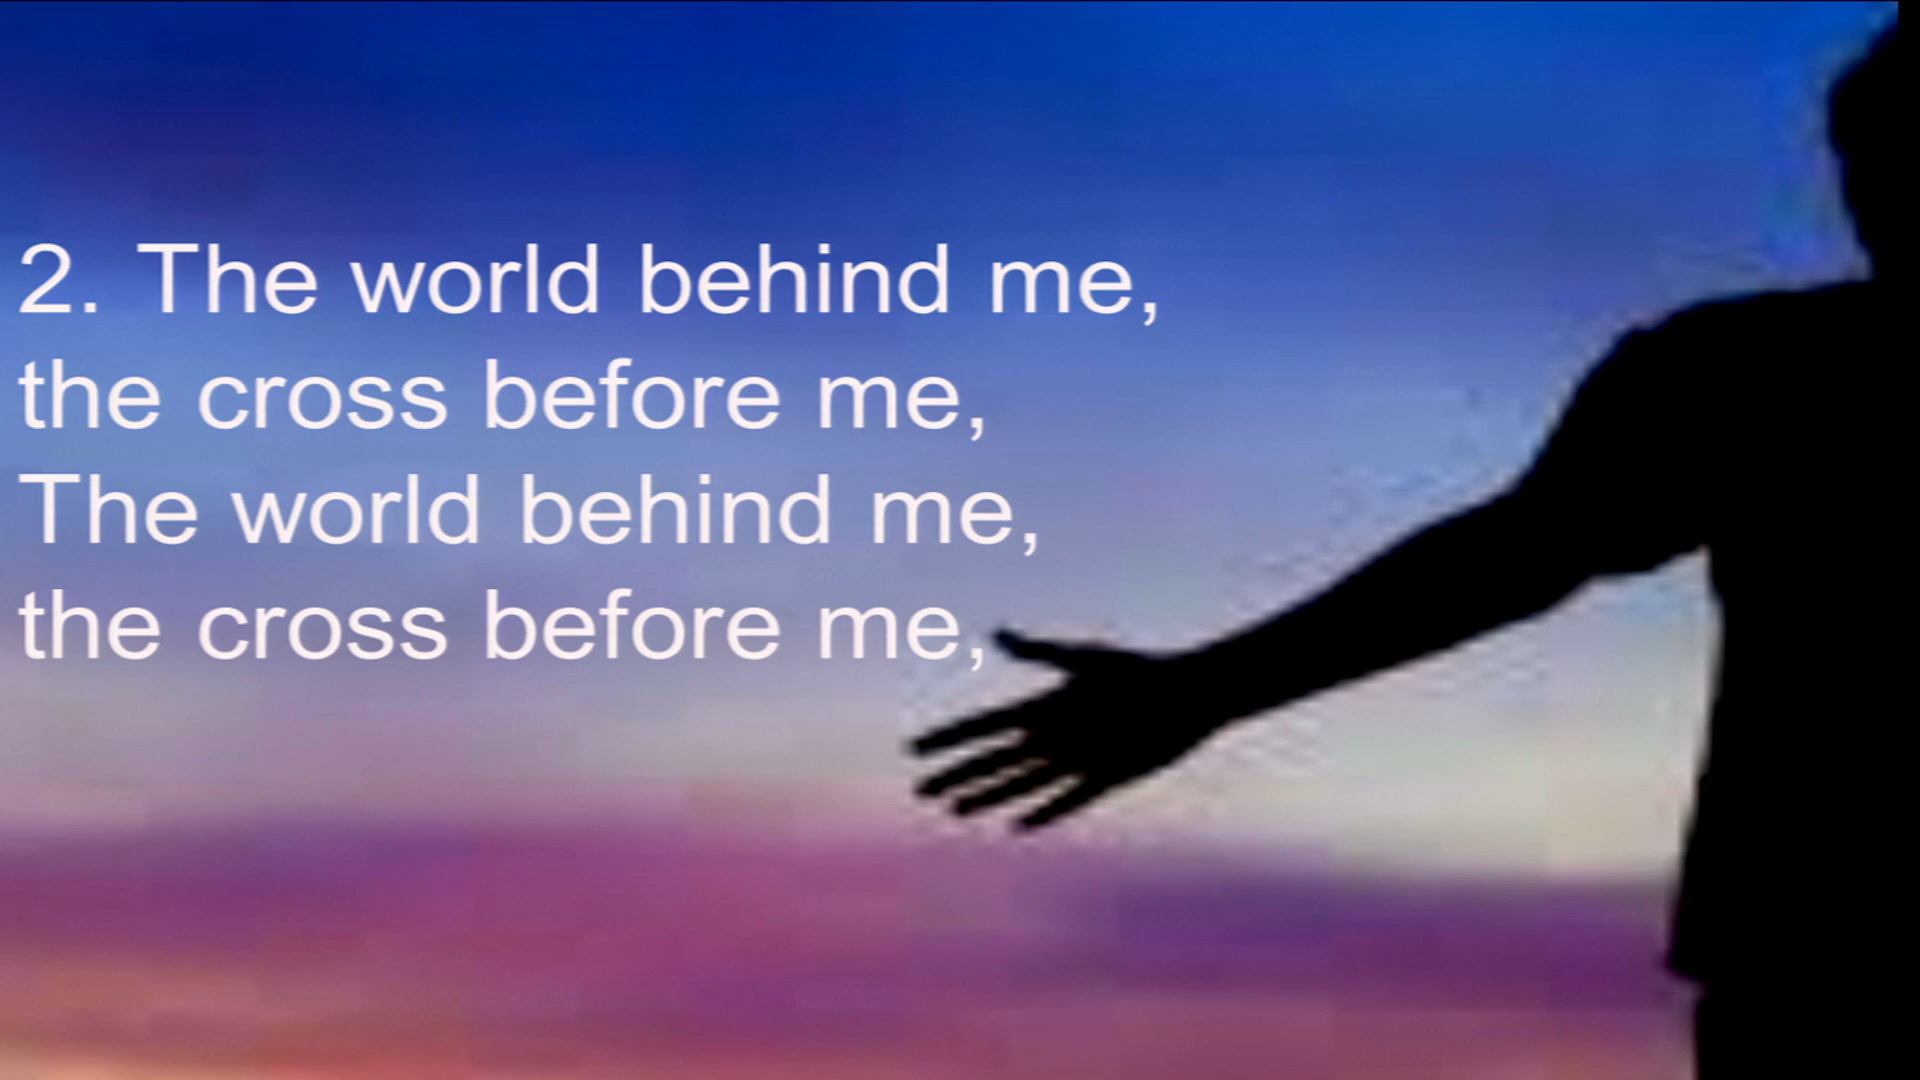 2. The world behind me,
the cross before me,
The world behind me,
the cross before me,